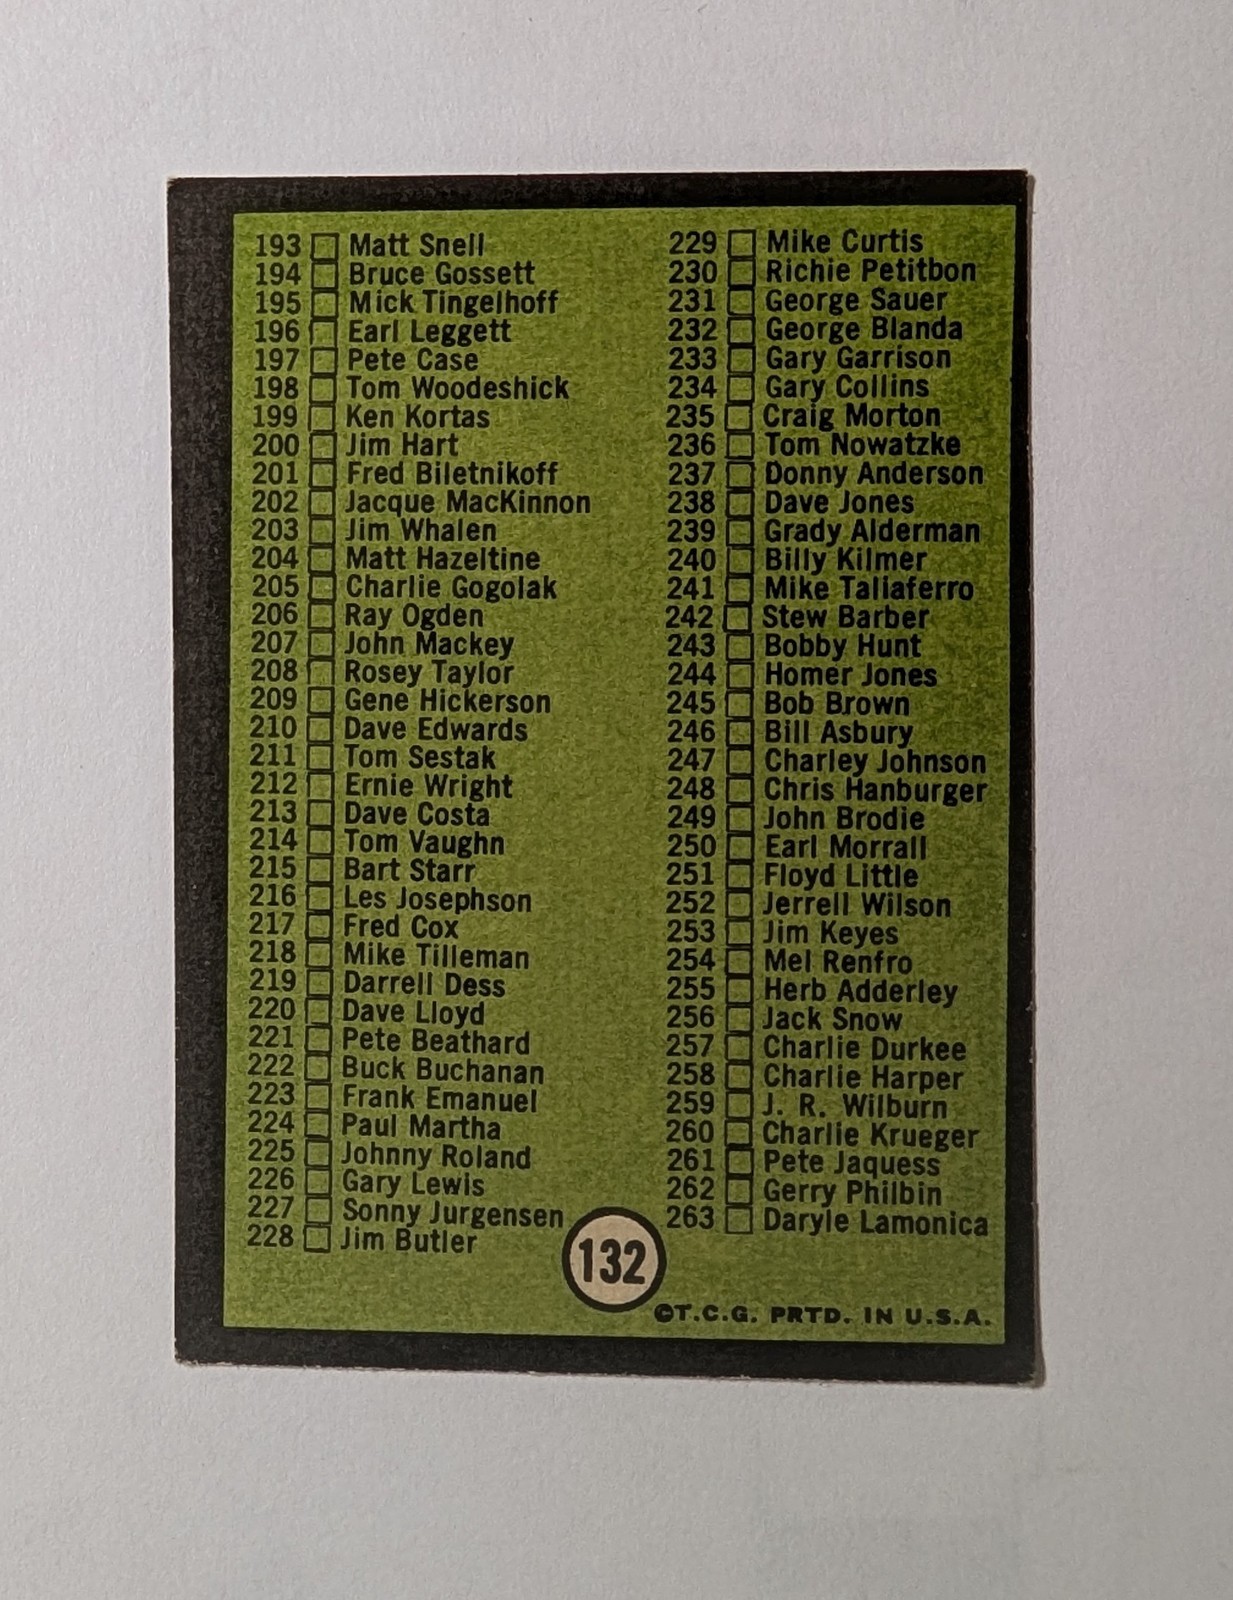 193 Matt Snell
194 Bruce Gossett
195 Mick Tingelhoff
196 Earl Leggett
197 Pete Case
198 Tom Woodeshick
199 Ken Kortas
200 Jim Hart
201 Fred Biletnikoff
202 Jacque MacKinnon
203 Jim Whalen
204 Matt Hazeltine
205 Charlie Gogolak
206 Ray Ogden
207 John Mackey
208 Rosey Taylor
209 Gene Hickerson
210 Dave Edwards
211 Tom Sestak
212 Ernie Wright
213 Dave Costa
214 Tom Vaughn
215 Bart Starr
216 Les Josephson
217 Fred Cox
218 Mike Tilleman
219 Darrell Dess
220 Dave Lloyd
221 Pete Beathard
222 Buck Buchanan
223 Frank Emanuel
224 Paul Martha
225 Johnny Roland
226 Gary Lewis
227 Sonny Jurgensen
228 Jim Butler
229 Mike Curtis
230 Richie Petitbon
231 George Sauer
232 George Blanda
233 Gary Garrison
234 Gary Collins
235 Craig Morton
236 Tom Nowatzke
237 Donny Anderson
238 Dave Jones
239 Grady Alderman
240 Billy Kilmer
241 Mike Taliaferro
242 Stew Barber
243 Bobby Hunt
244 Homer Jones
245 Bob Brown
246 Bill Asbury
247 Charley Johnson
248 Chris Hanburger
249 John Brodie
250 Earl Morrall
251 Floyd Little
252 Jerrell Wilson
253 Jim Keyes
254 Mel Renfro
255 Herb Adderley
256 Jack Snow
257 Charlie Durkee
258 Charlie Harper
259 J. R. Wilburn
260 Charlie Krueger
261 Pete Jaquess
262 Gerry Philbin
263 Daryle Lamonica
132
©T.C.G. PRTD. IN U.S.A.